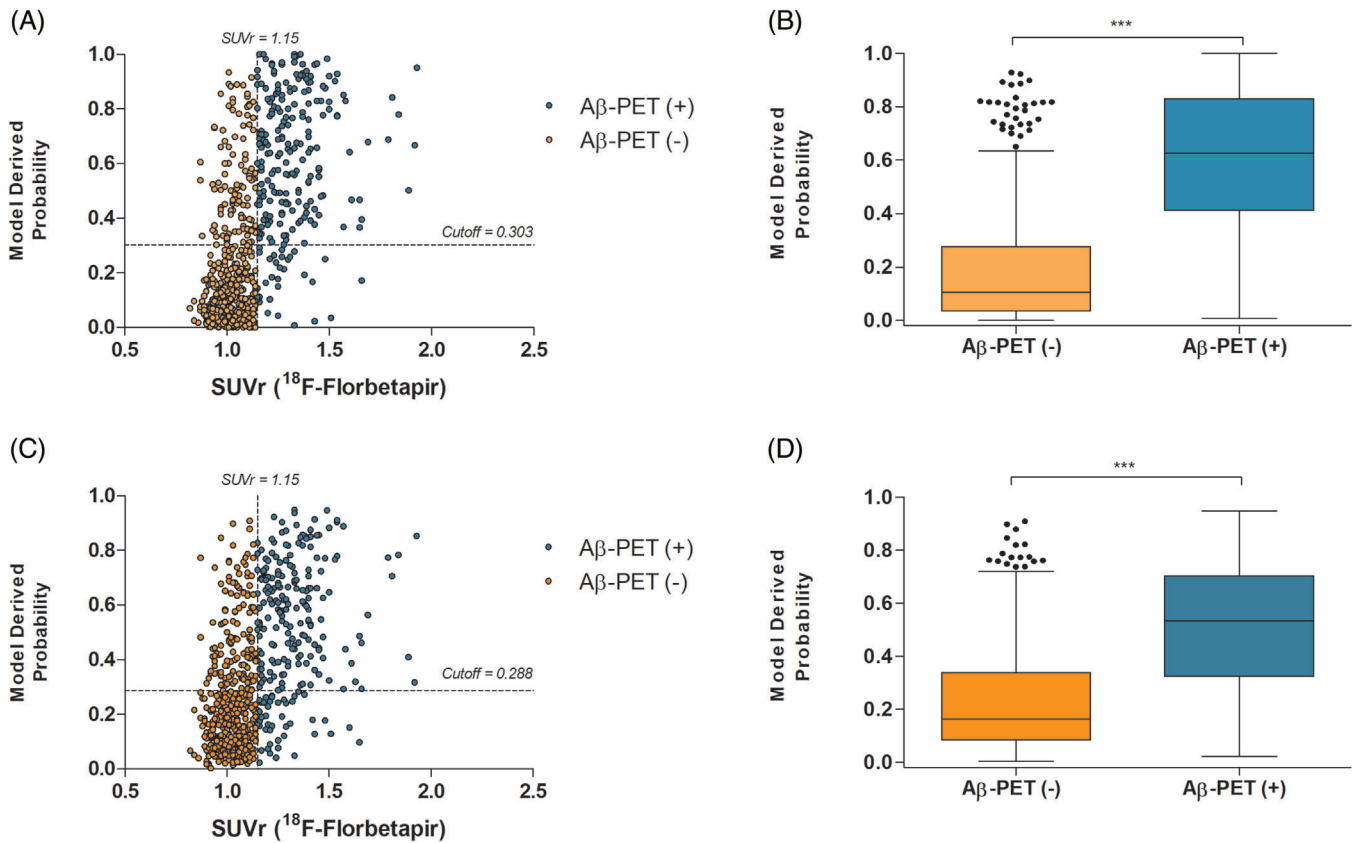 (A)
SUVr = 1.15
1.0
0.8
0.6
0.4
0.2
0.0
Model Derived
Probability
Cutoff = 0.303
0.5
1.0
1.5
2.0
2.5
SUVr (¹⁸F-Florbetapir)
Aβ-PET (+)
Aβ-PET (-)
(B)
***
1.0
0.8
0.6
0.4
0.2
0.0
Model Derived
Probability
Aβ-PET (-)
Aβ-PET (+)
(C)
SUVr = 1.15
1.0
0.8
0.6
0.4
0.2
0.0
Model Derived
Probability
Cutoff = 0.288
0.5
1.0
1.5
2.0
2.5
SUVr (¹⁸F-Florbetapir)
Aβ-PET (+)
Aβ-PET (-)
(D)
***
1.0
0.8
0.6
0.4
0.2
0.0
Model Derived
Probability
Aβ-PET (-)
Aβ-PET (+)